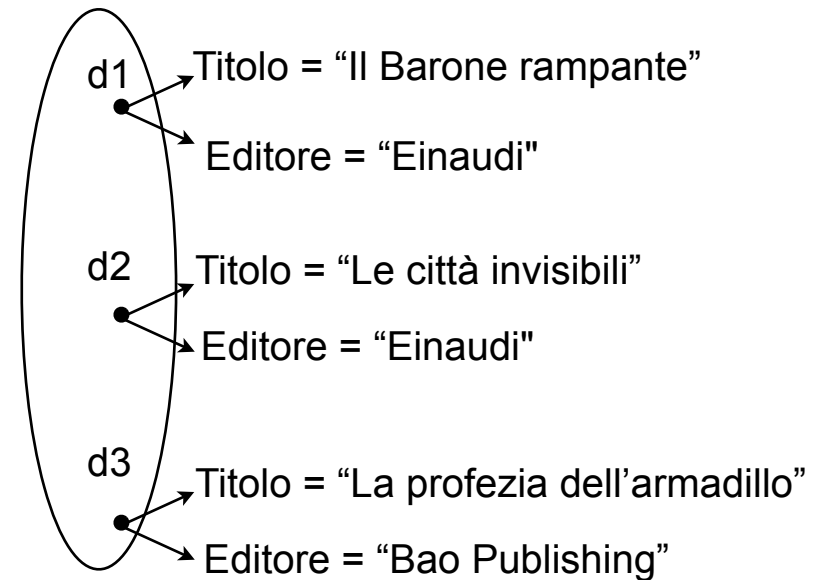 d1
Titolo = “Il Barone rampante”
Editore = “Einaudi"
d2
Titolo = “Le città invisibili”
Editore = “Einaudi"
d3
Titolo = “La profezia dell’armadillo”
Editore = “Bao Publishing”